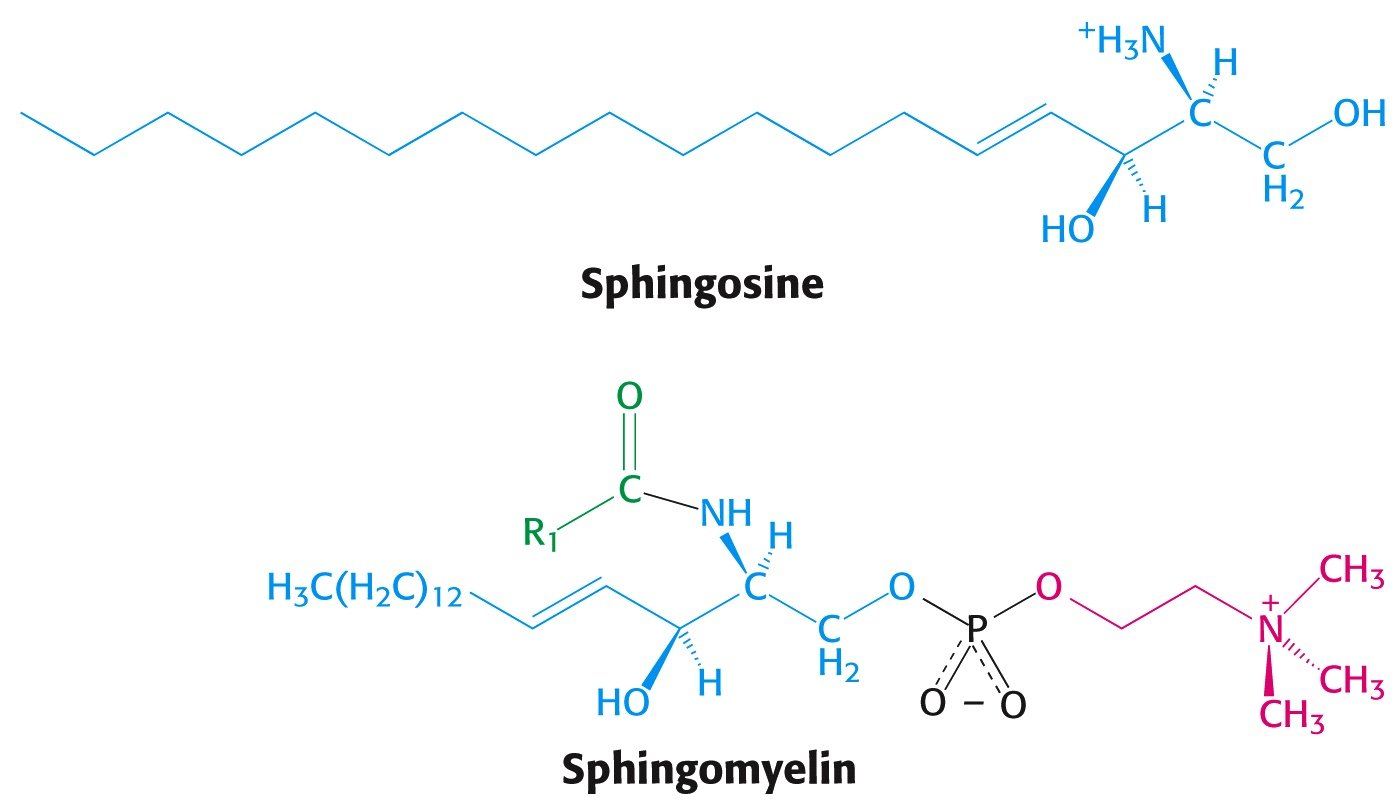 ⁺H₃N
H
C
OH
C
H₂
HO
H
Sphingosine
O
C
R₁
NH
H
H₃C(H₂C)₁₂
C
O
O
CH₃
C
H₂
P
N⁺
HO
H
O − O
CH₃
CH₃
Sphingomyelin